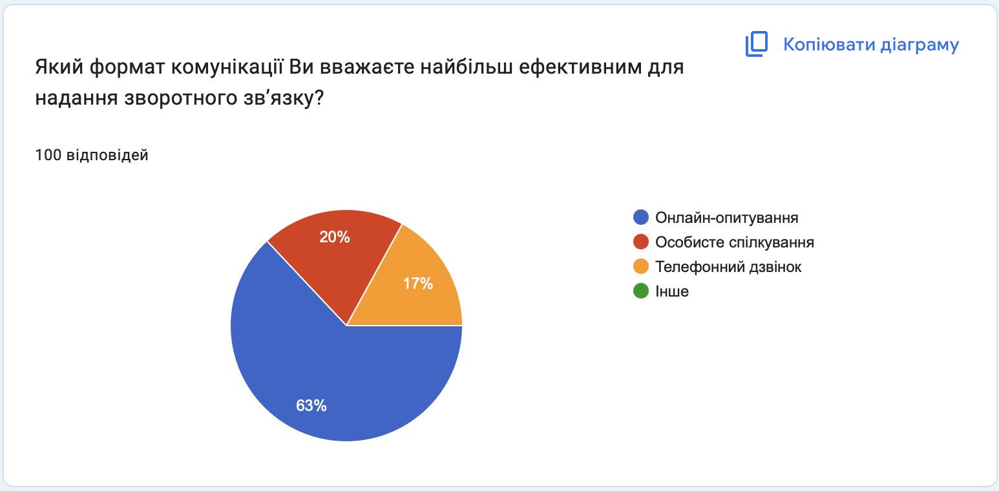 Копіювати діаграму
Який формат комунікації Ви вважаєте найбільш ефективним для
надання зворотного зв’язку?
100 відповідей
20%
17%
63%
Онлайн-опитування
Особисте спілкування
Телефонний дзвінок
Інше